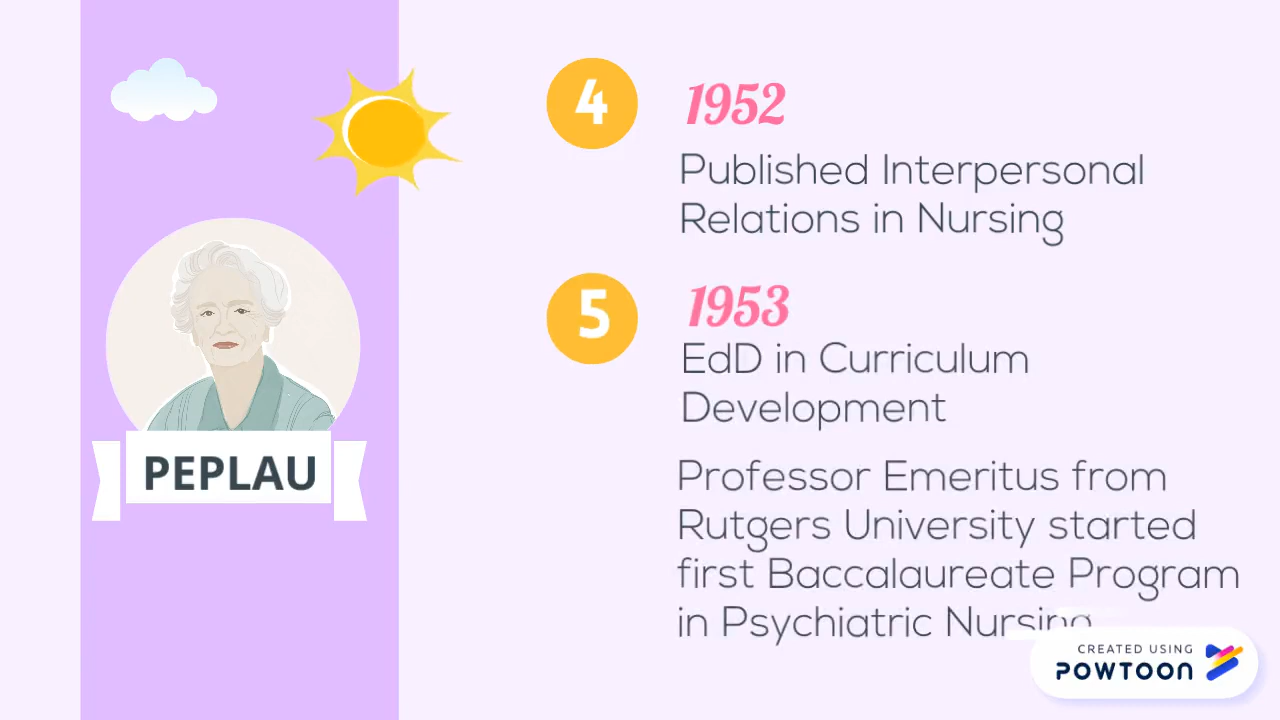 4
1952
Published Interpersonal
Relations in Nursing
5
1953
EdD in Curriculum
Development
Professor Emeritus from
Rutgers University started
first Baccalaureate Program
in Psychiatric Nursing
PEPLAU
CREATED USING
POWTOON